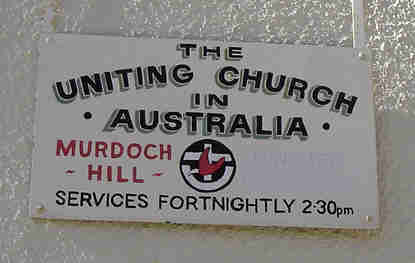 THE
UNITING CHURCH
IN
• AUSTRALIA •
MURDOCH
~ HILL ~
SERVICES FORTNIGHTLY 2:30pm